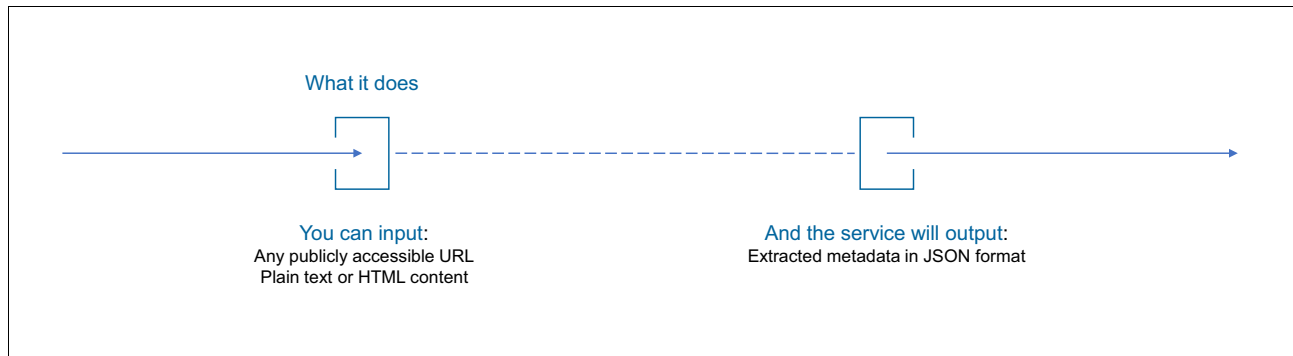 What it does
You can input:
Any publicly accessible URL
Plain text or HTML content
And the service will output:
Extracted metadata in JSON format